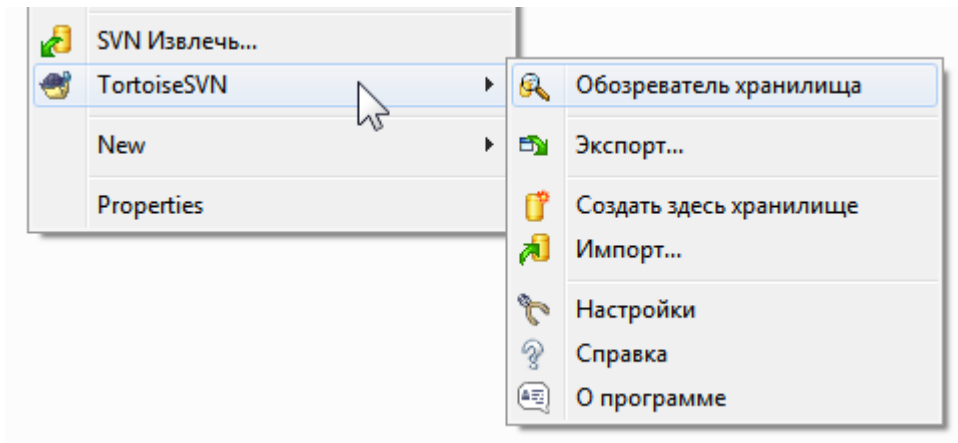 SVN Извлечь...
TortoiseSVN
New
Properties
Обозреватель хранилища
Экспорт...
Создать здесь хранилище
Импорт...
Настройки
Справка
О программе